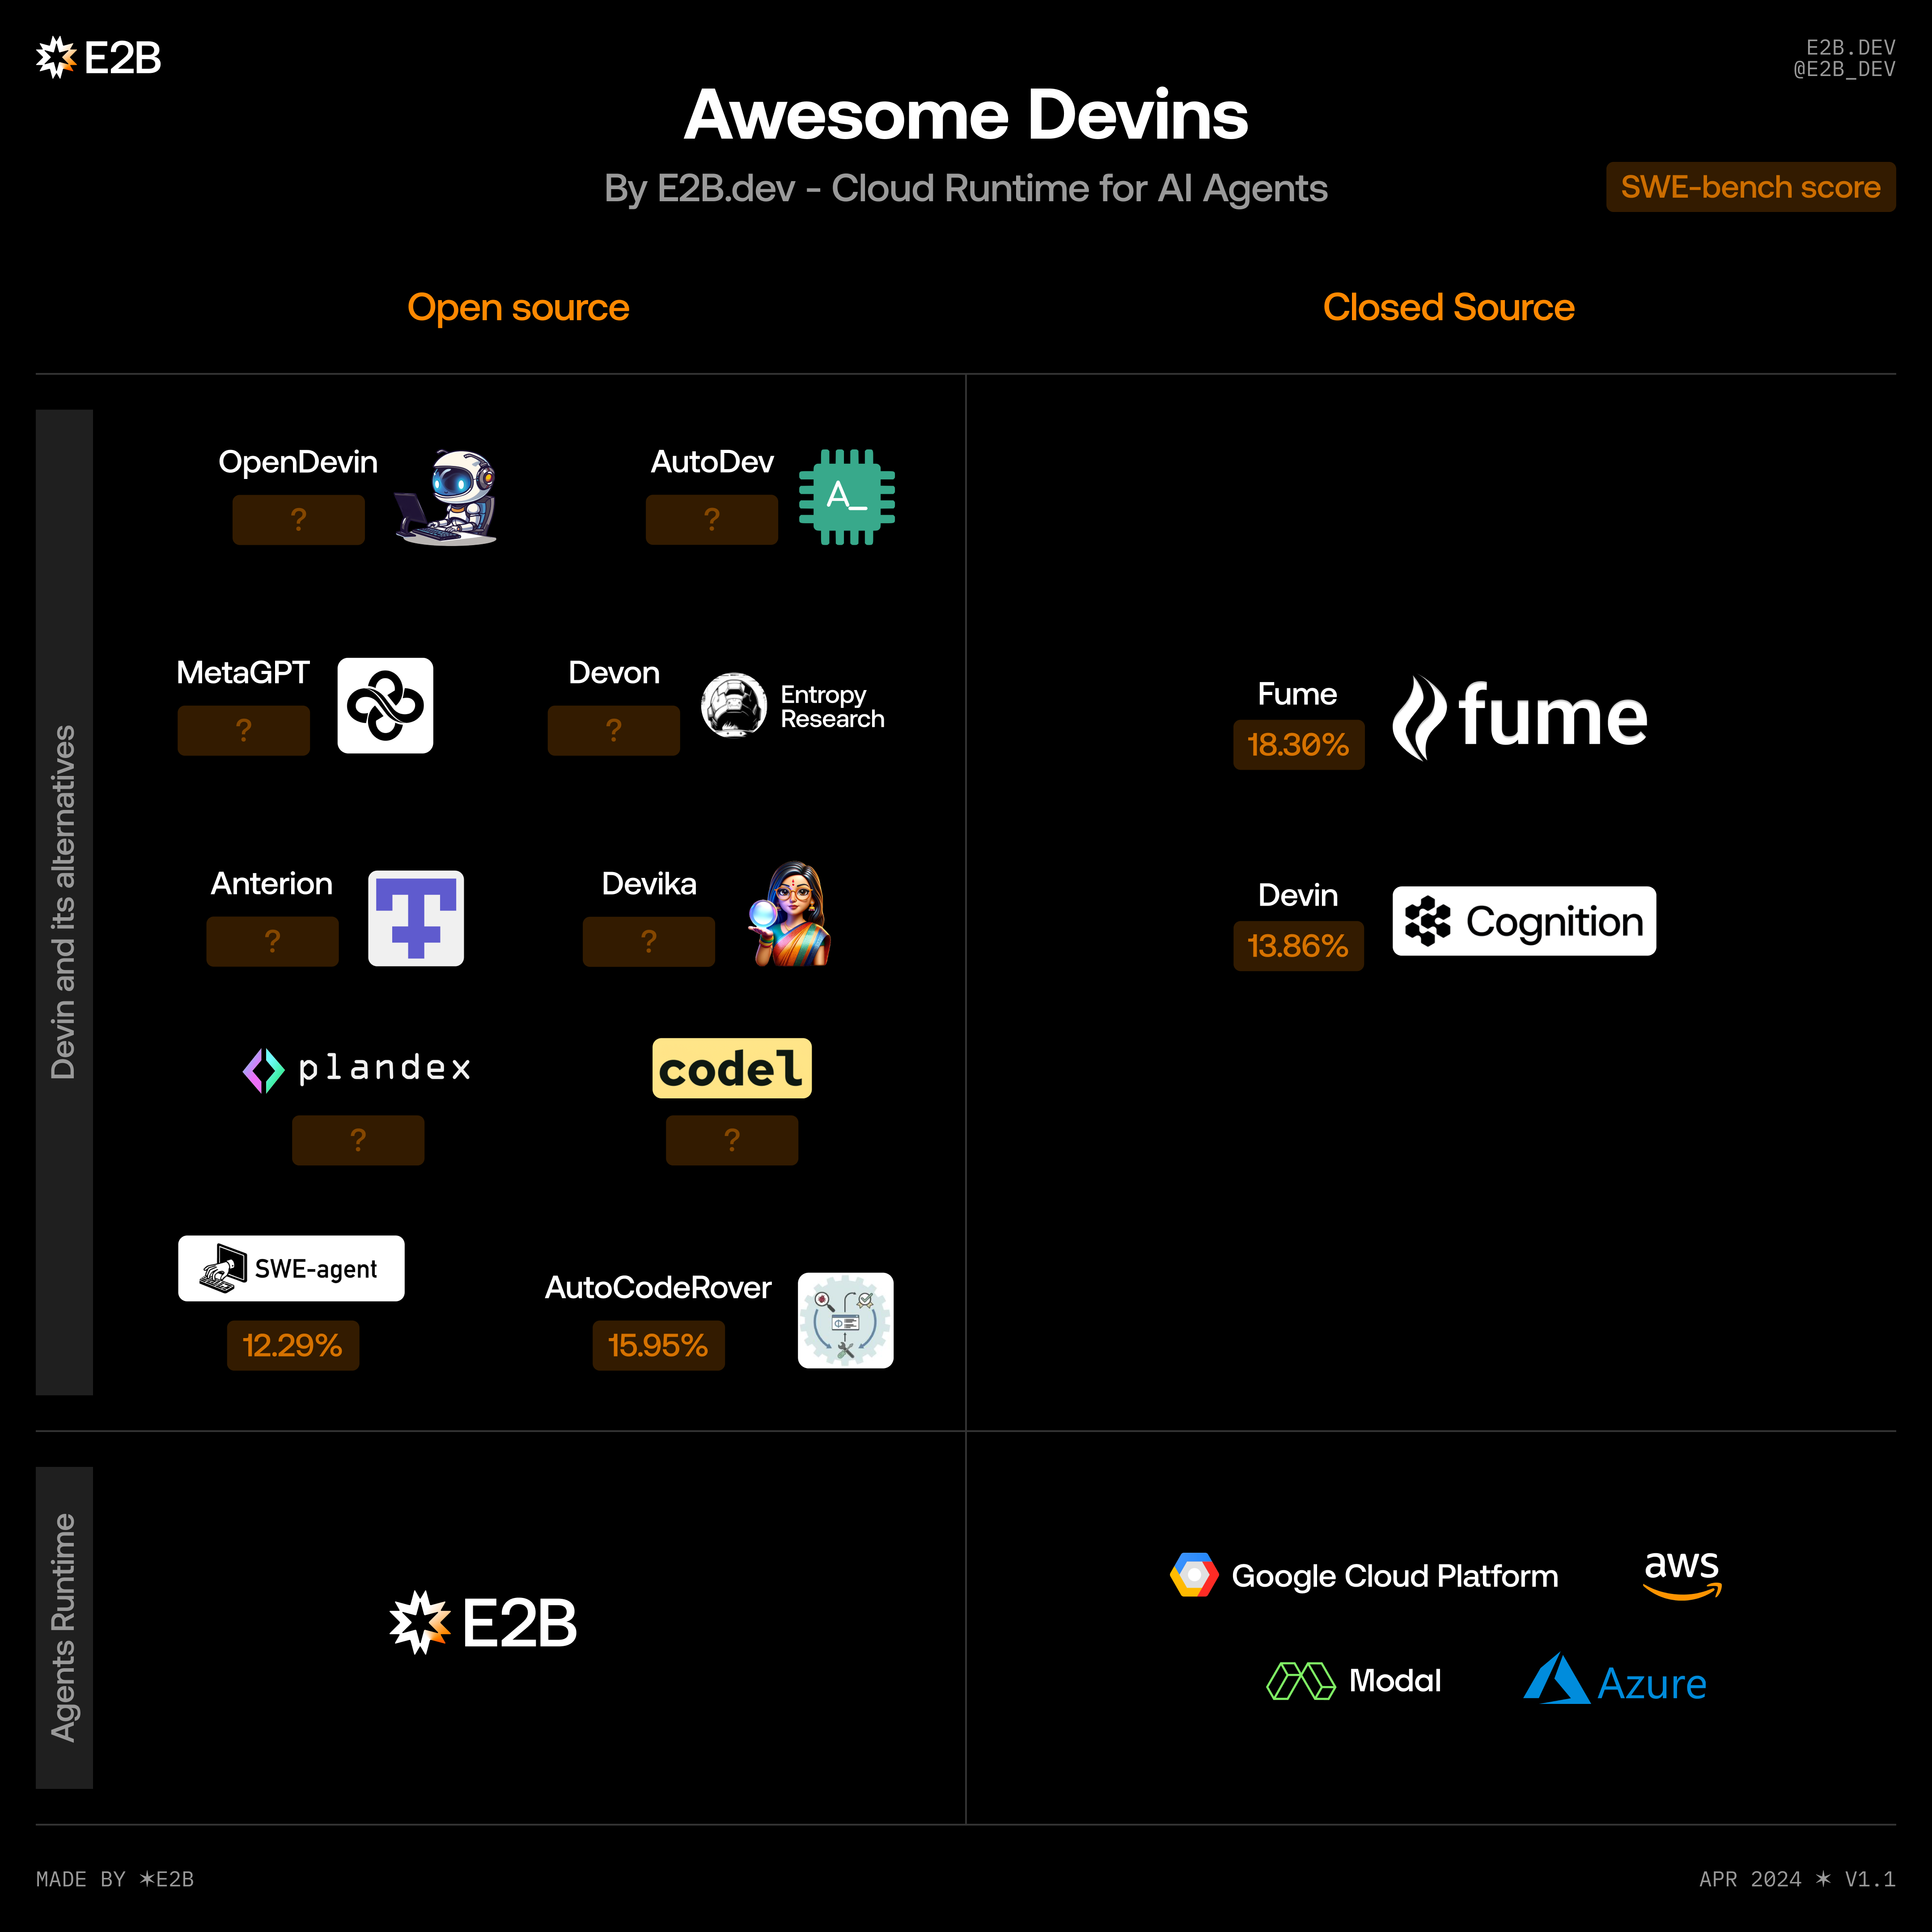 E2B
E2B.DEV
@E2B_DEV
Awesome Devins
By E2B.dev - Cloud Runtime for AI Agents
SWE-bench score
Open source
Closed Source
Devin and its alternatives
OpenDevin
?
AutoDev
?
A_
MetaGPT
?
Devon
?
Entropy
Research
Anterion
?
Devika
?
plandex
?
codel
?
SWE-agent
12.29%
AutoCodeRover
15.95%
Fume
18.30%
fume
Devin
13.86%
Cognition
Agents Runtime
E2B
Google Cloud Platform
aws
Modal
Azure
MADE BY ✶E2B
APR 2024 ✶ V1.1